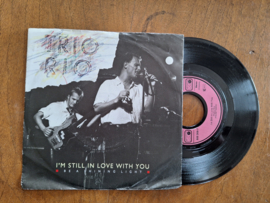 TRIO
RIO
I'M STILL IN LOVE WITH YOU
BE A SHINING LIGHT